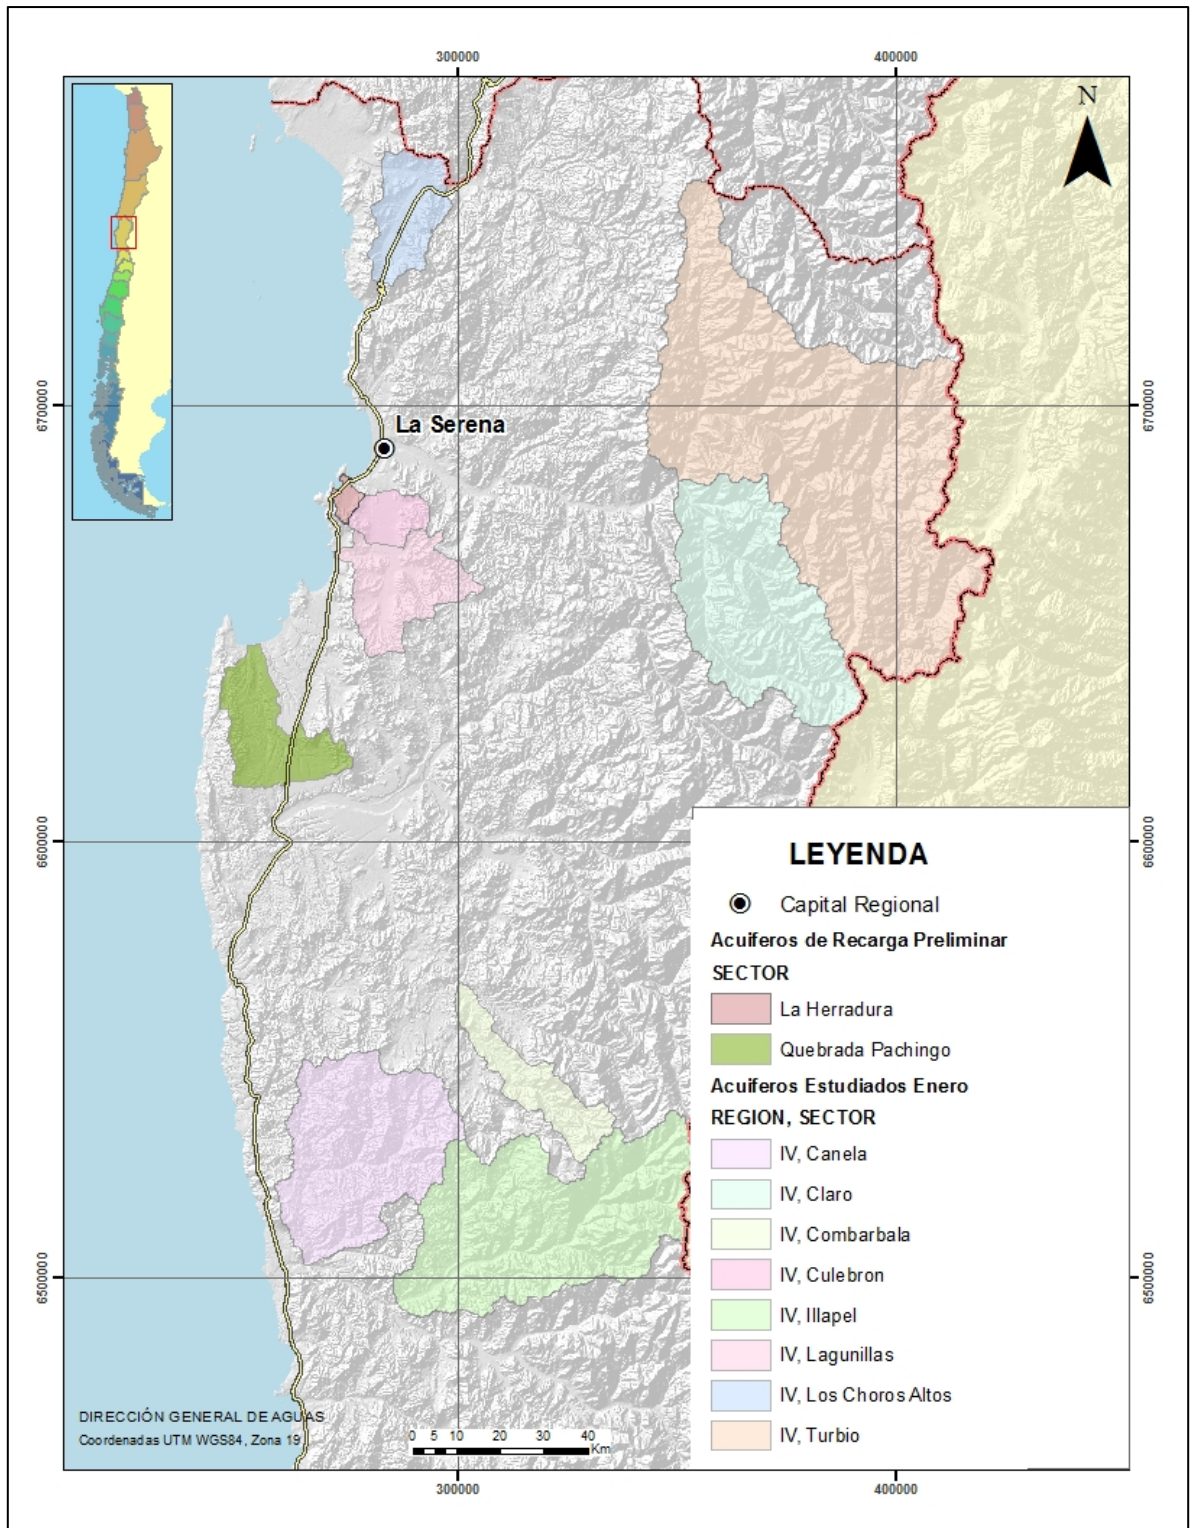 300000
400000
N
6700000
6700000
La Serena
6600000
6600000
LEYENDA
Capital Regional
Acuiferos de Recarga Preliminar
SECTOR
La Herradura
Quebrada Pachingo
Acuiferos Estudiados Enero
REGION, SECTOR
IV, Canela
IV, Claro
IV, Combarbala
IV, Culebron
IV, Illapel
IV, Lagunillas
IV, Los Choros Altos
IV, Turbio
6500000
6500000
DIRECCIÓN GENERAL DE AGUAS
Coordenadas UTM WGS84, Zona 19
0 5 10 20 30 40
Km
300000
400000